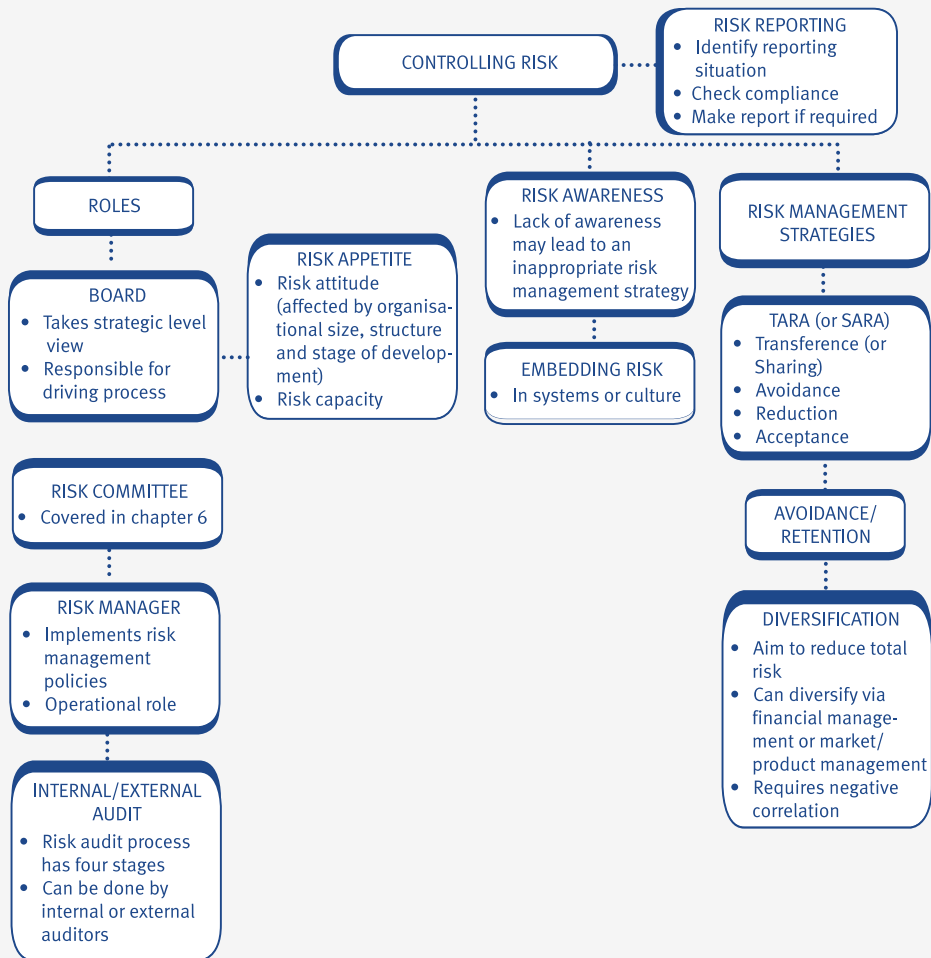 CONTROLLING RISK
RISK REPORTING
• Identify reporting
situation
• Check compliance
• Make report if required
ROLES
BOARD
• Takes strategic level
view
• Responsible for
driving process
RISK APPETITE
• Risk attitude
(affected by organisa-
tional size, structure
and stage of develop-
ment)
• Risk capacity
RISK AWARENESS
• Lack of awareness
may lead to an
inappropriate risk
management strategy
EMBEDDING RISK
• In systems or culture
RISK MANAGEMENT
STRATEGIES
TARA (or SARA)
• Transference (or
Sharing)
• Avoidance
• Reduction
• Acceptance
RISK COMMITTEE
• Covered in chapter 6
AVOIDANCE/
RETENTION
RISK MANAGER
• Implements risk
management
policies
• Operational role
DIVERSIFICATION
• Aim to reduce total
risk
• Can diversify via
financial manage-
ment or market/
product management
• Requires negative
correlation
INTERNAL/EXTERNAL
AUDIT
• Risk audit process
has four stages
• Can be done by
internal or external
auditors